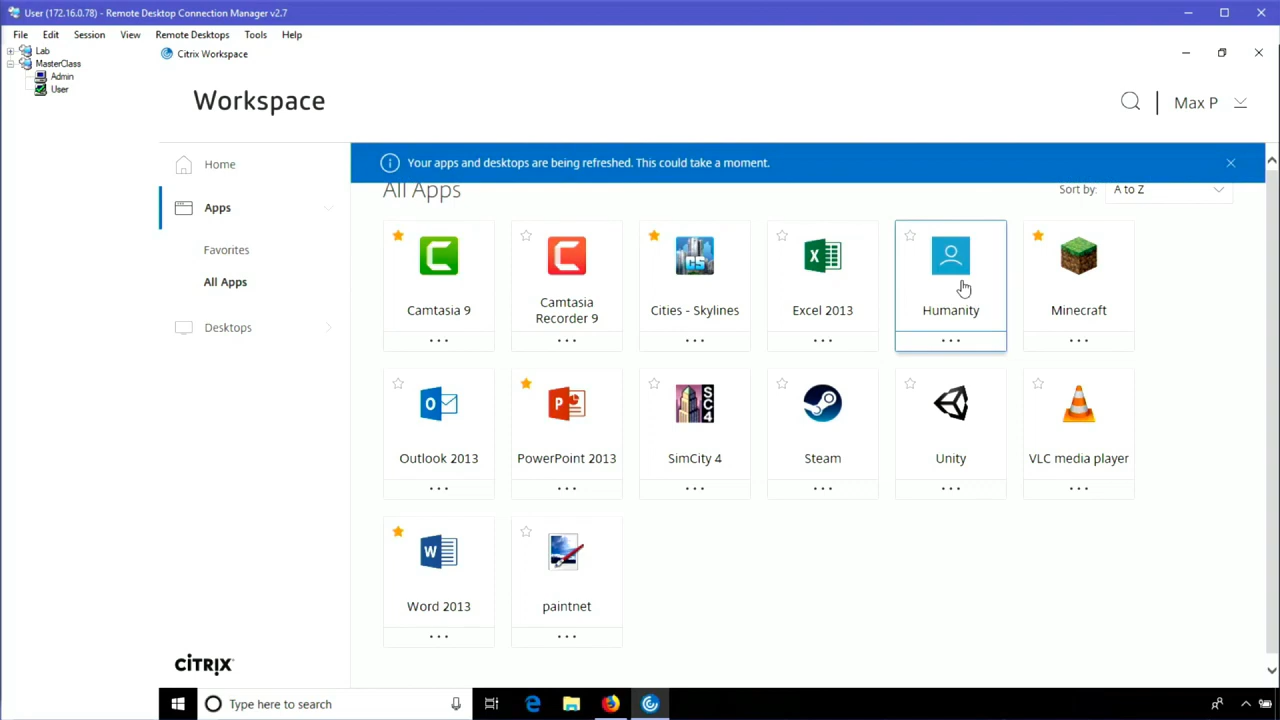 User (172.16.0.78) - Remote Desktop Connection Manager v2.7
File Edit Session View Remote Desktops Tools Help
Lab
MasterClass
Admin
User
Citrix Workspace
Workspace
Max P
Home
Apps
Favorites
All Apps
Desktops
Your apps and desktops are being refreshed. This could take a moment.
All Apps
Sort by: A to Z
Camtasia 9
Camtasia
Recorder 9
CS
Cities - Skylines
Excel 2013
Humanity
Minecraft
Outlook 2013
PowerPoint 2013
SC4
SimCity 4
Steam
Unity
VLC media player
Word 2013
paintnet
CITRIX
Type here to search